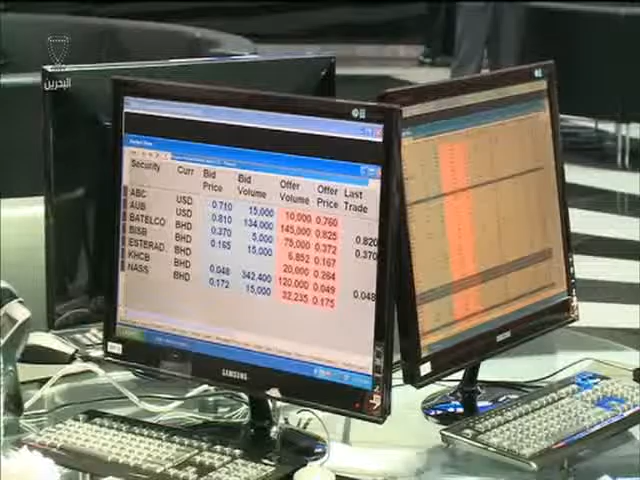 البحرين
Security Curr Bid Price Bid Volume Offer Volume Offer Price Last Trade
ABC USD 0.710 15,000 10,000 0.760
AUB USD 0.810 134,000 145,000 0.825 0.820
BATELCO BHD 0.370 5,000 75,000 0.372 0.370
BISB BHD 0.165 15,000 6,852 0.167
ESTERAD BHD 20,000 0.264
KHCB BHD 0.048 342,400 120,000 0.049 0.048
NASS BHD 0.172 15,000 32,235 0.175
SAMSUNG